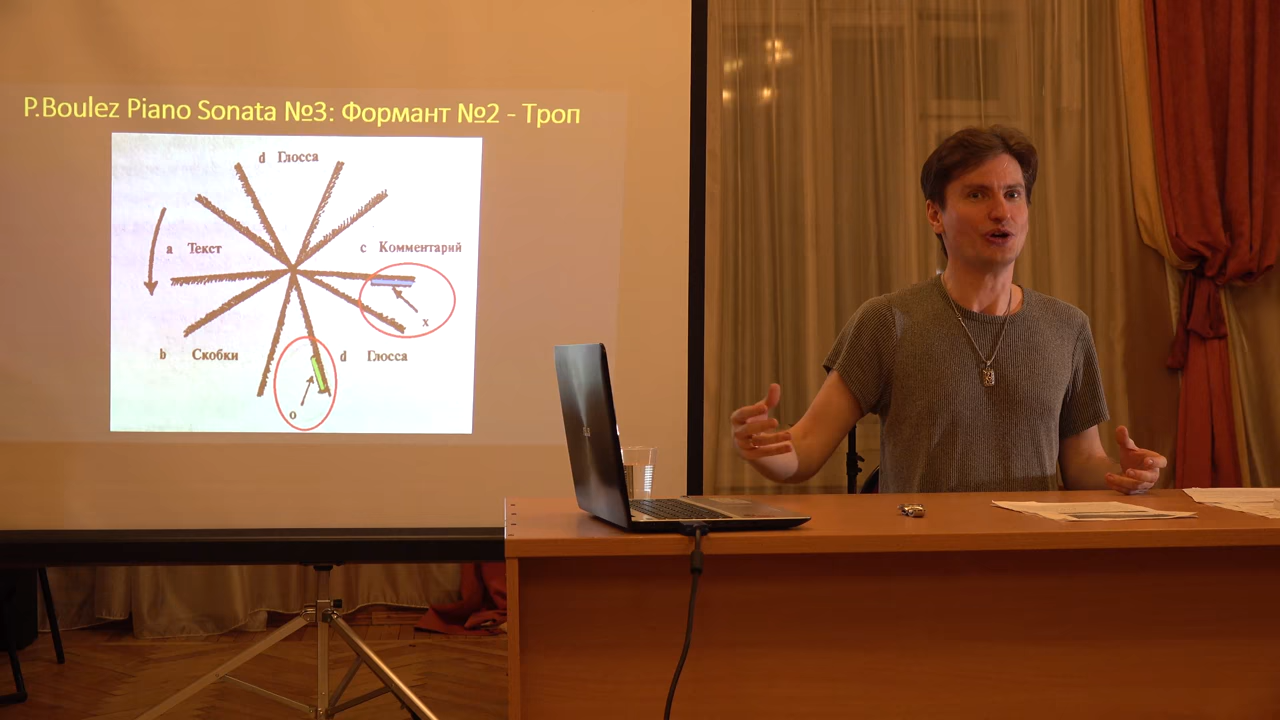 P.Boulez Piano Sonata №3: Формант №2 - Троп
d Глосса
a Текст
c Комментарий
x
b Скобки
d Глосса
o